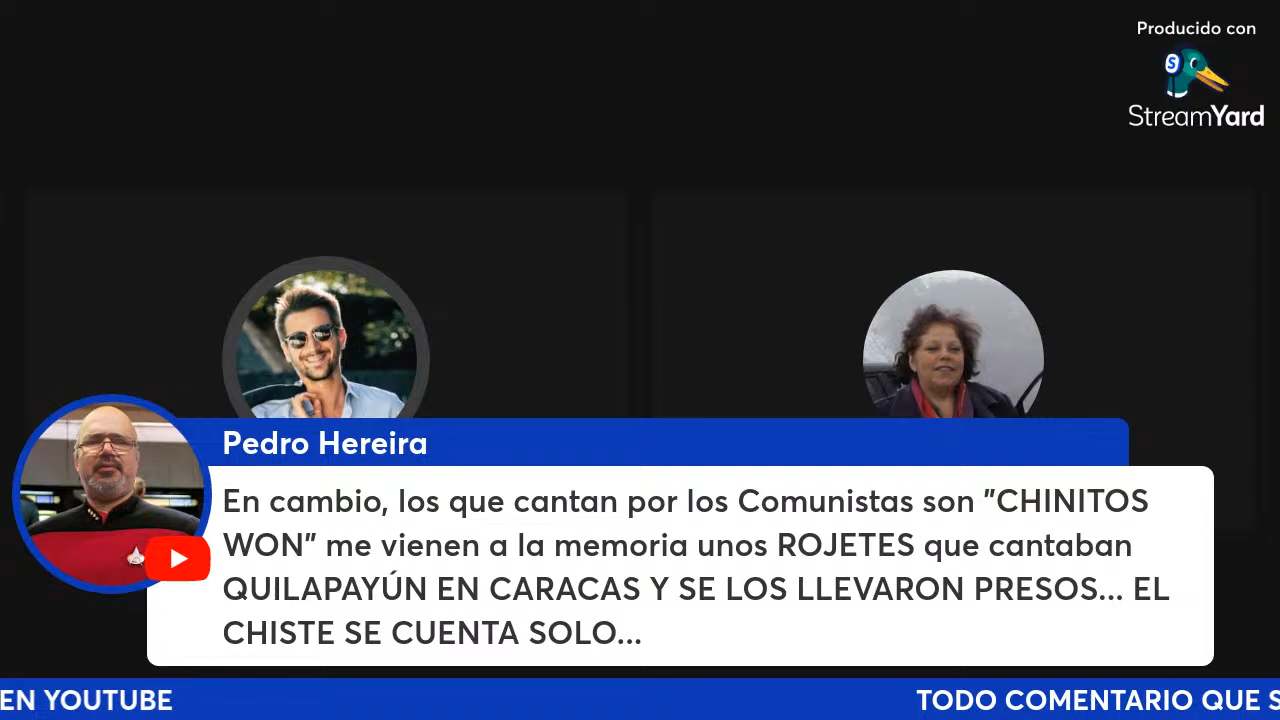 Producido con
StreamYard
Pedro Hereira
En cambio, los que cantan por los Comunistas son "CHINITOS
WON" me vienen a la memoria unos ROJETES que cantaban
QUILAPAYÚN EN CARACAS Y SE LOS LLEVARON PRESOS... EL
CHISTE SE CUENTA SOLO...
EN YOUTUBE
TODO COMENTARIO QUE S